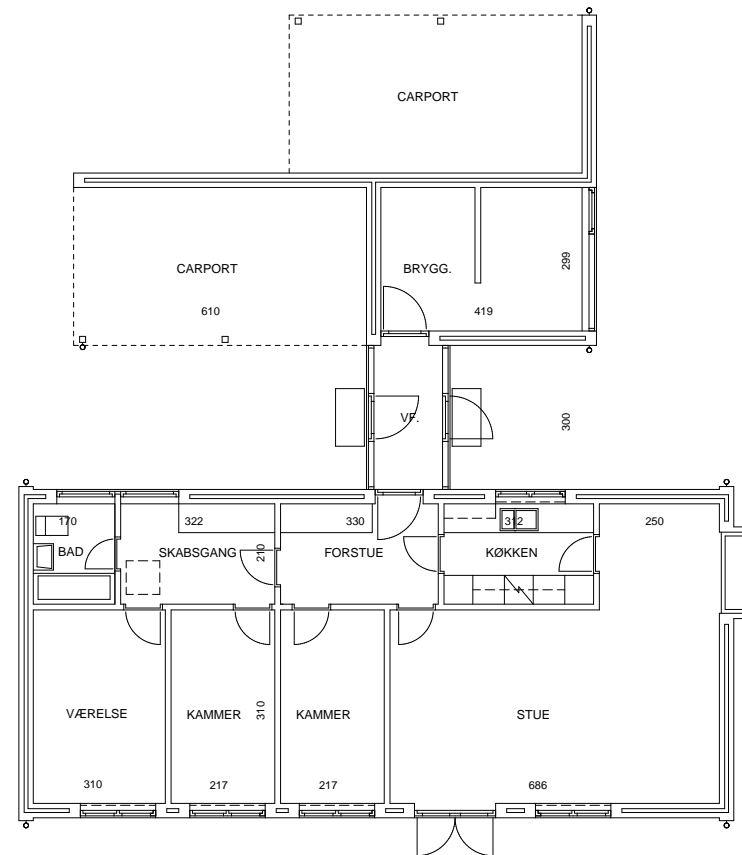 CARPORT
CARPORT
BRYGG.
299
610
419
VF.
300
170
322
330
312
250
BAD
SKABSGANG
210
FORSTUE
KØKKEN
VÆRELSE
KAMMER
310
KAMMER
STUE
310
217
217
686